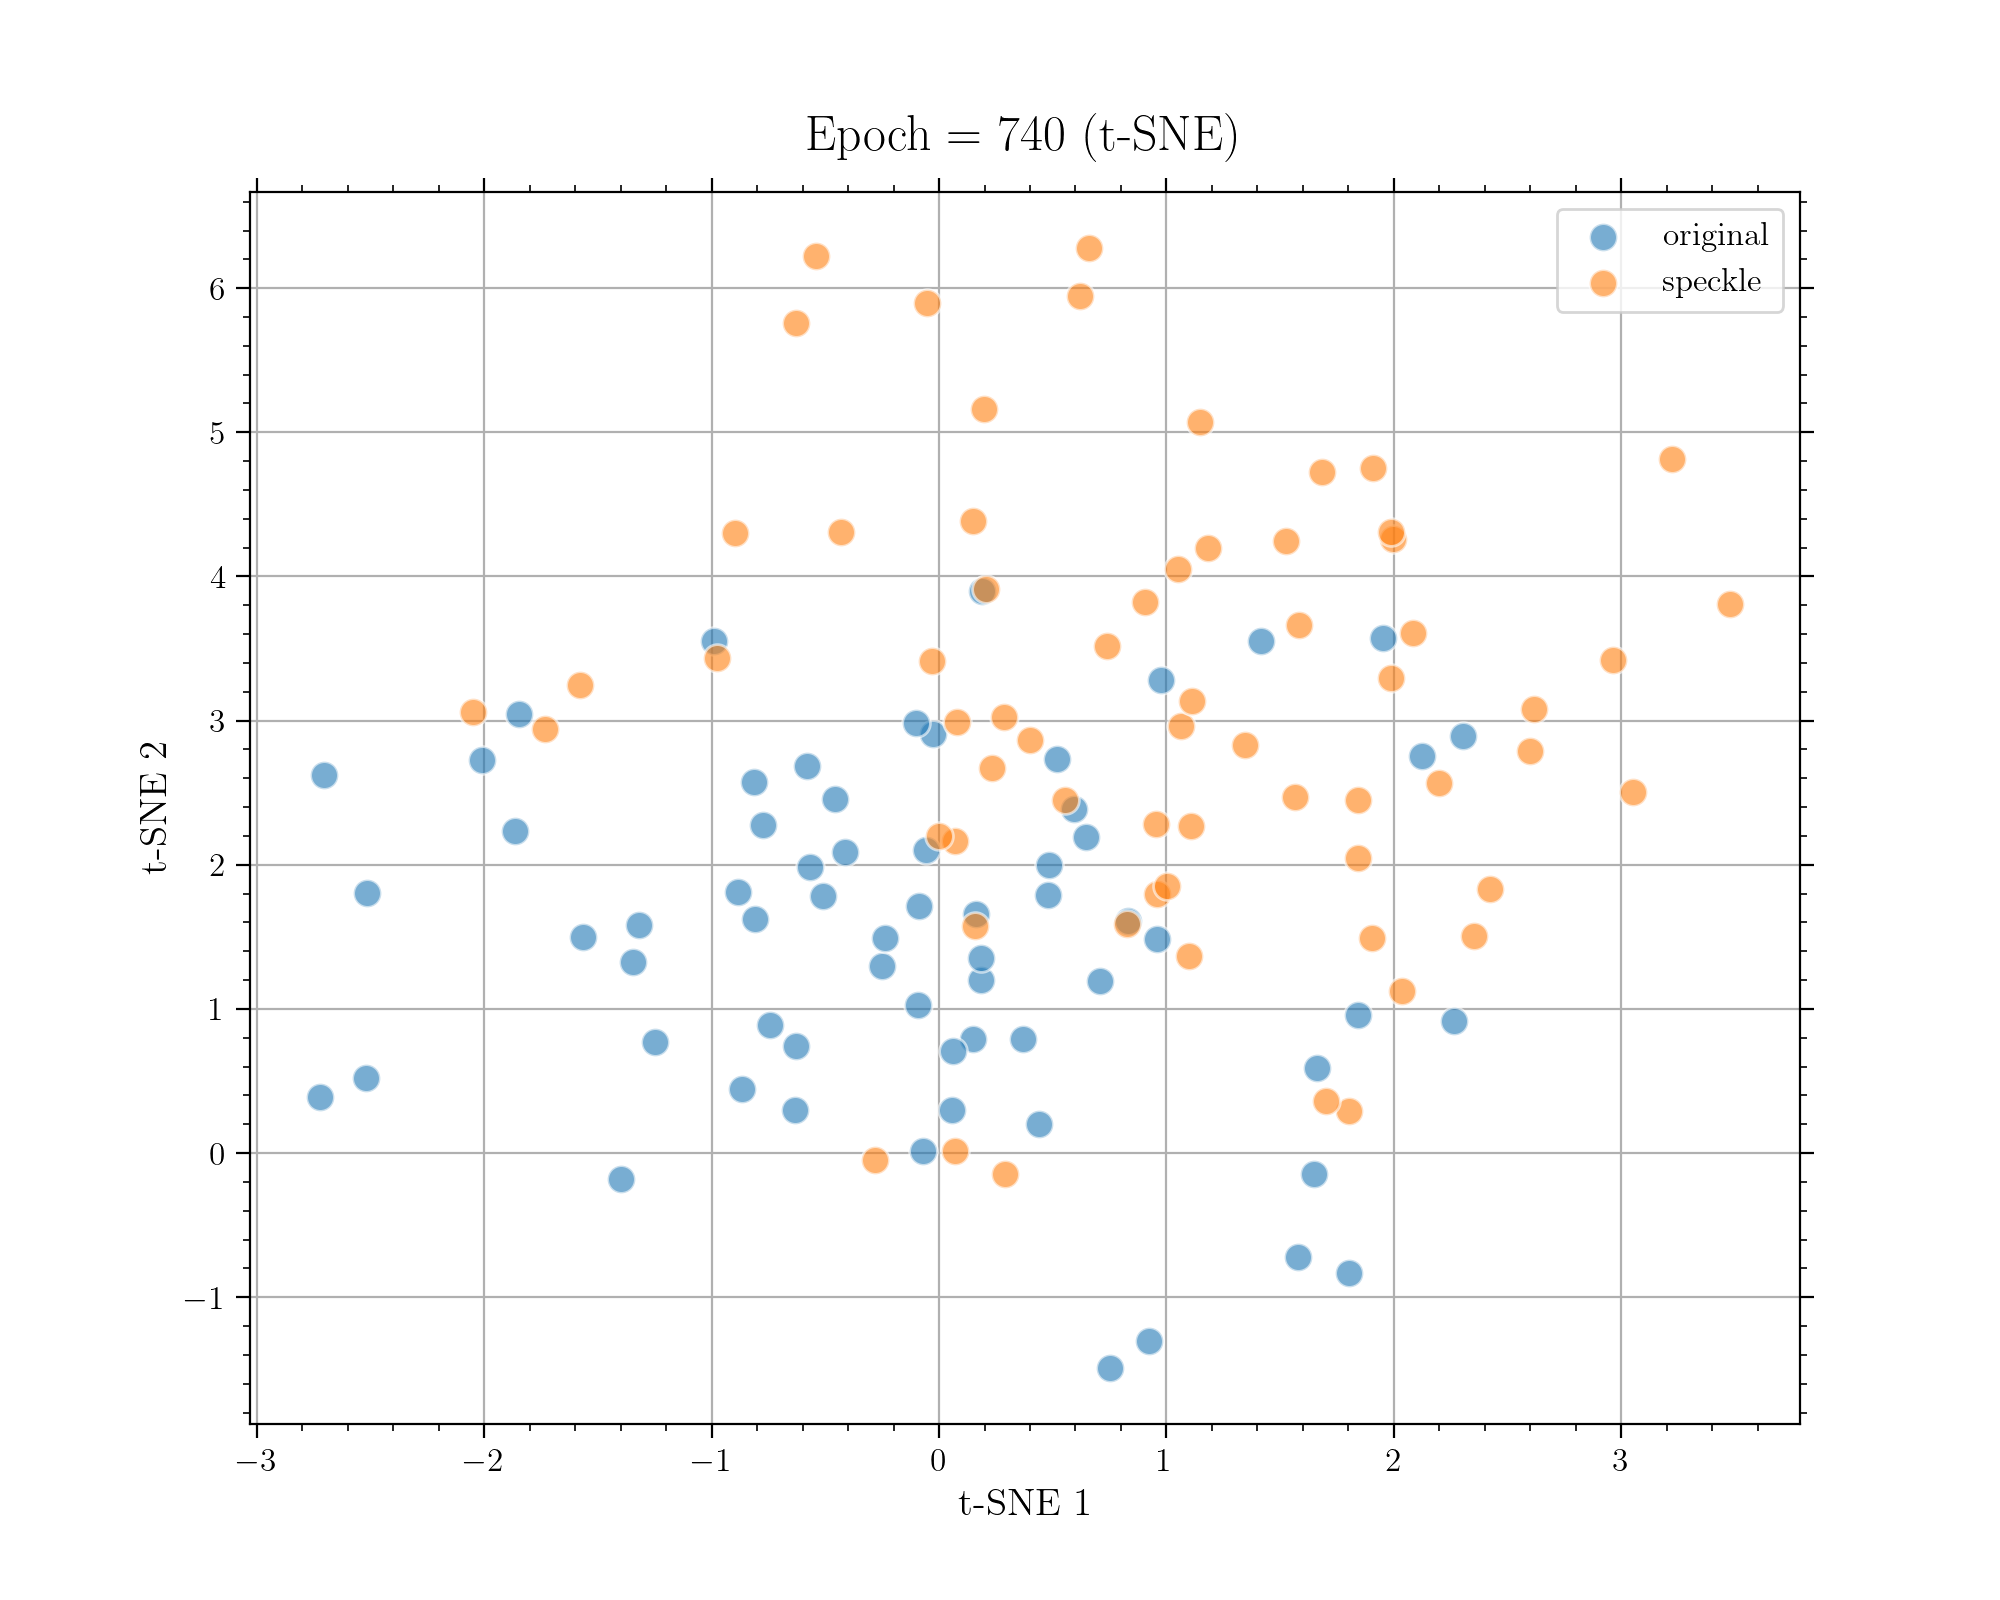 Epoch = 740 (t-SNE)
original
speckle
6
5
4
3
2
1
0
−1
t-SNE 2
−3 −2 −1 0 1 2 3
t-SNE 1